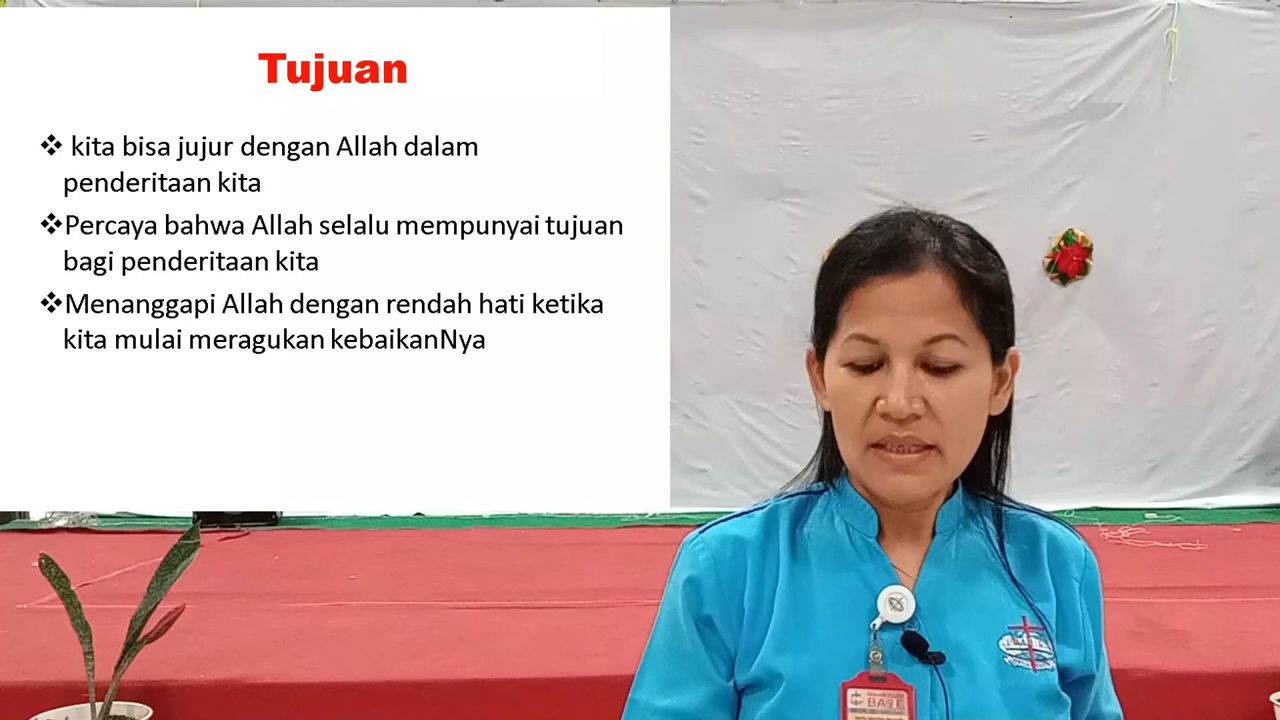 Tujuan
❖ kita bisa jujur dengan Allah dalam
penderitaan kita
❖Percaya bahwa Allah selalu mempunyai tujuan
bagi penderitaan kita
❖Menanggapi Allah dengan rendah hati ketika
kita mulai meragukan kebaikanNya